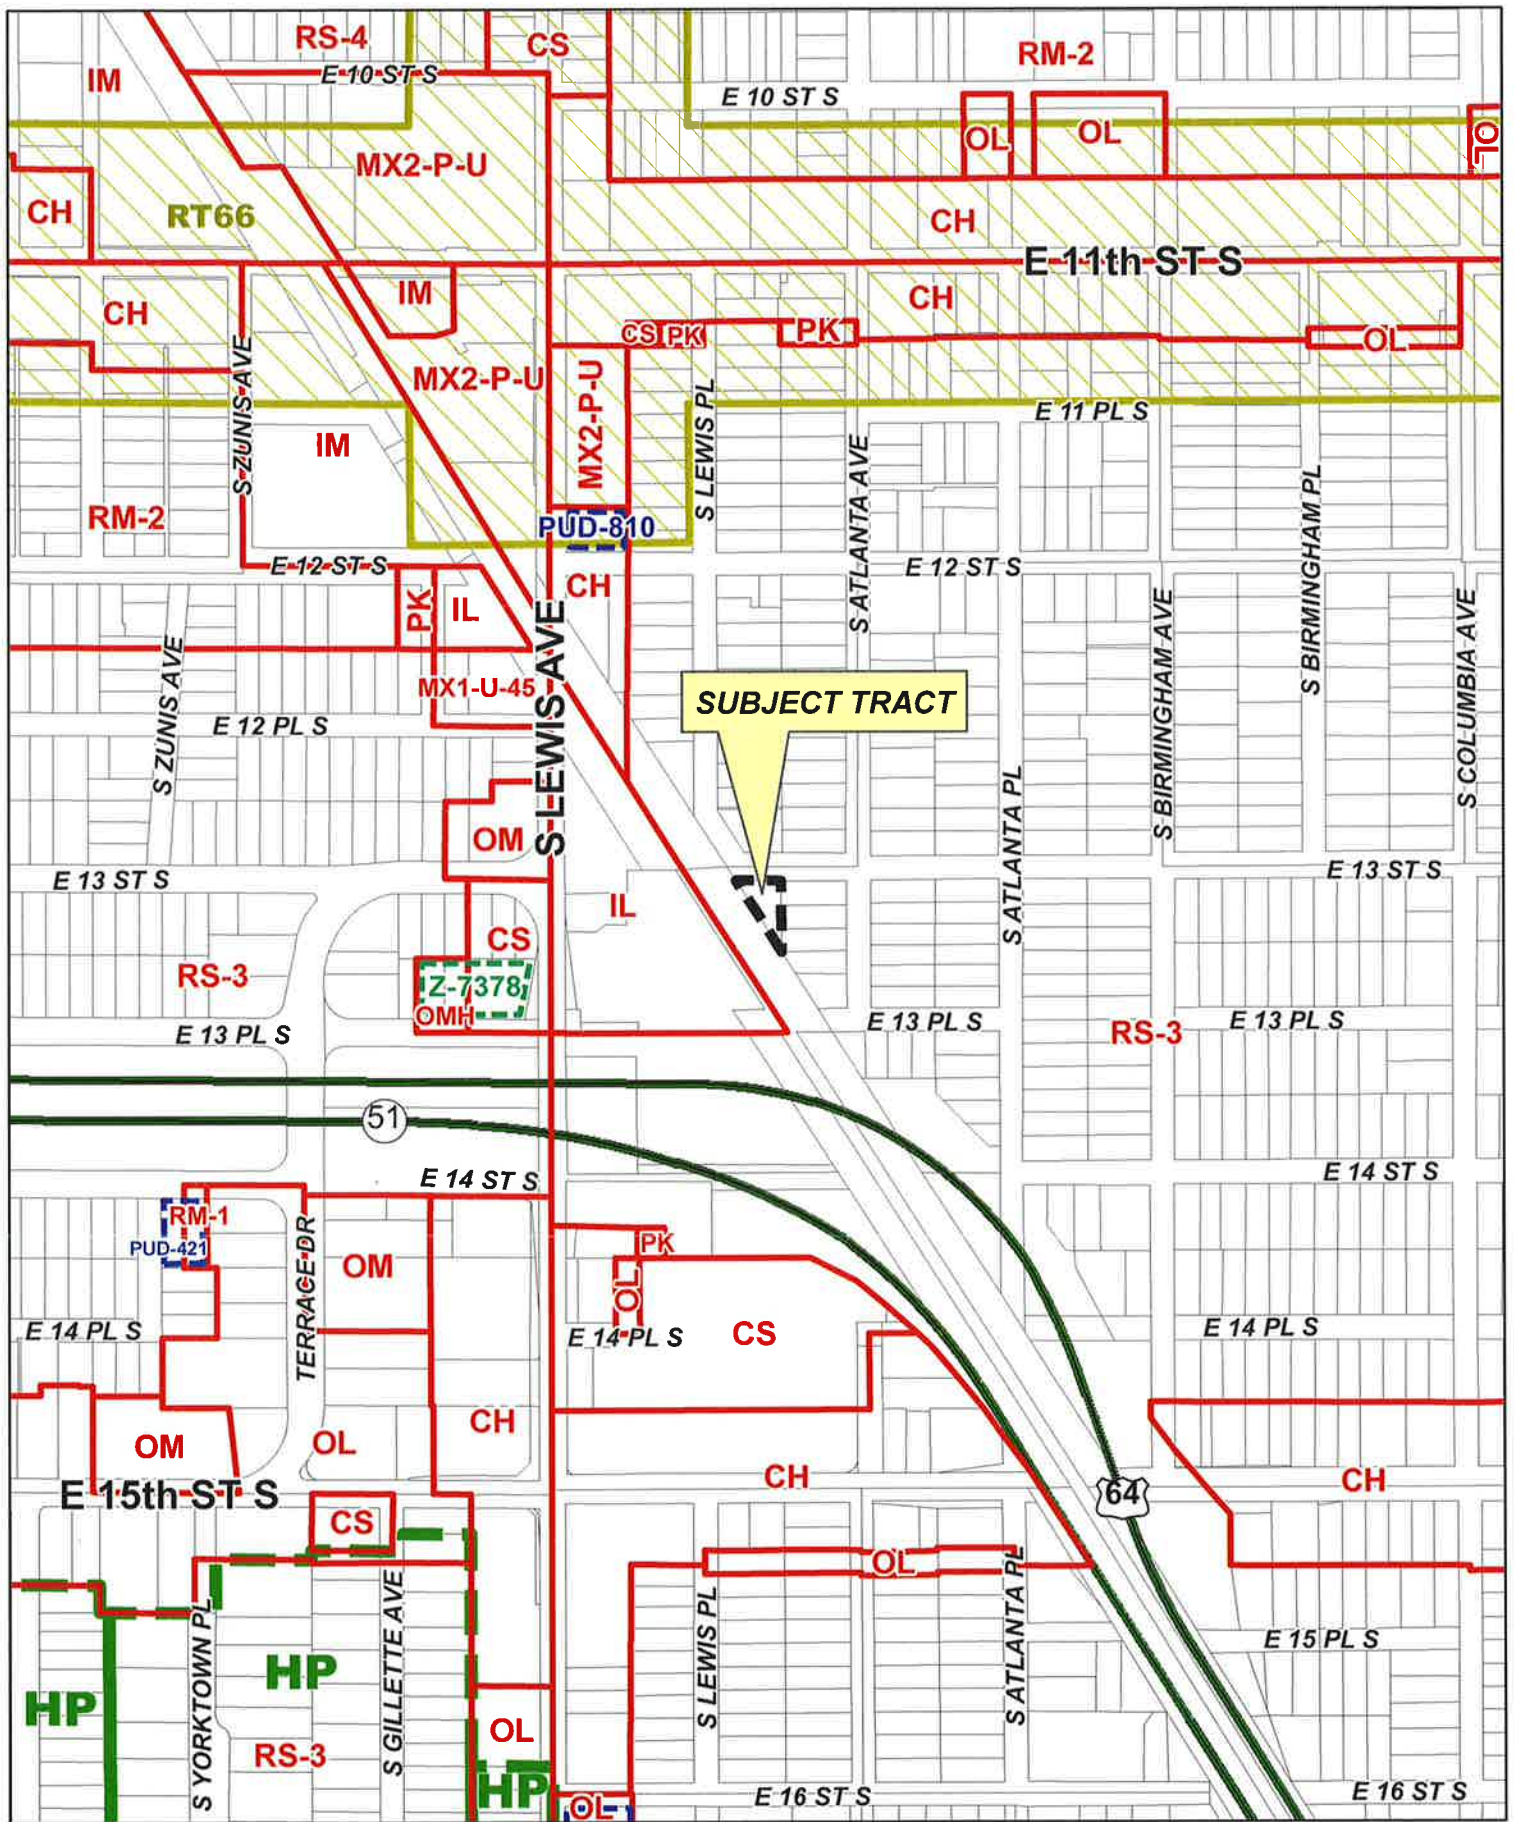 RS-4
CS
RM-2
IM
E 10 ST S
E 10 ST S
OL
OL
OL
MX2-P-U
CH
RT66
CH
E 11th ST S
IM
CH
CH
CS
PK
PK
OL
MX2-P-U
MX2-P-U
S ZUNIS AVE
S LEWIS PL
E 11 PL S
IM
S ATLANTA AVE
S BIRMINGHAM PL
RM-2
PUD-810
E 12 ST S
E 12 ST S
CH
PK
IL
S LEWIS AVE
S BIRMINGHAM AVE
S COLUMBIA AVE
S ZUNIS AVE
MX1-U-45
SUBJECT TRACT
E 12 PL S
S ATLANTA PL
OM
E 13 ST S
E 13 ST S
IL
CS
RS-3
Z-7378
OMH
E 13 PL S
E 13 PL S
E 13 PL S
RS-3
51
E 14 ST S
E 14 ST S
RM-1
PUD-421
TERRACE DR
OM
PK
OL
E 14 PL S
E 14 PL S
CS
E 14 PL S
CH
OM
OL
CH
CH
E 15th ST S
64
CS
OL
S YORKTOWN PL
S GILLETTE AVE
S LEWIS PL
S ATLANTA PL
E 15 PL S
HP
HP
OL
RS-3
HP
OL
E 16 ST S
E 16 ST S